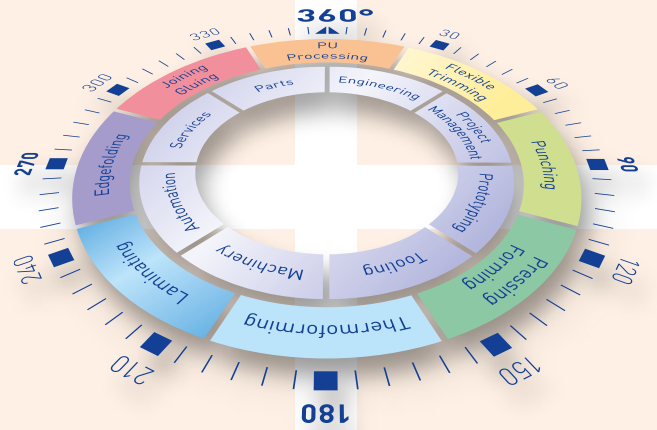 360°
30
60
90
120
150
180
210
240
270
300
330
PU
Processing
Flexible
Trimming
Punching
Pressing
Forming
Thermoforming
Laminating
Edgefolding
Joining
Gluing
Engineering
Project
Management
Prototyping
Tooling
Machinery
Automation
Services
Parts